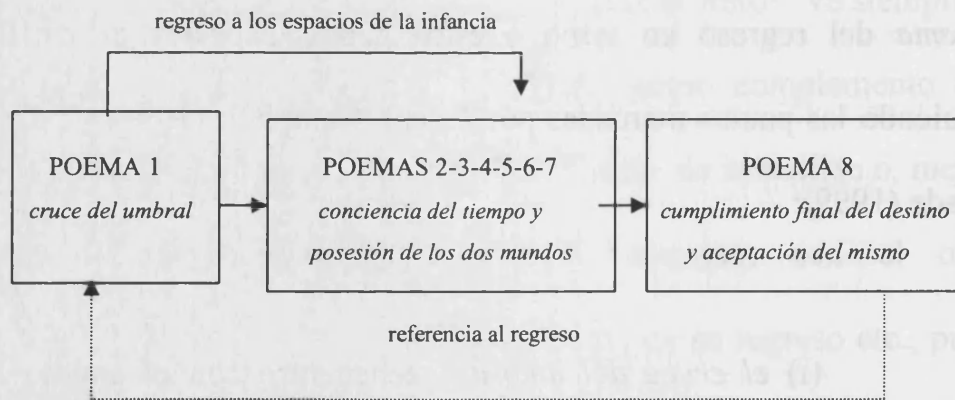 regreso a los espacios de la infancia
POEMA 1
cruce del umbral
POEMAS 2-3-4-5-6-7
conciencia del tiempo y
posesión de los dos mundos
POEMA 8
cumplimiento final del destino
y aceptación del mismo
referencia al regreso